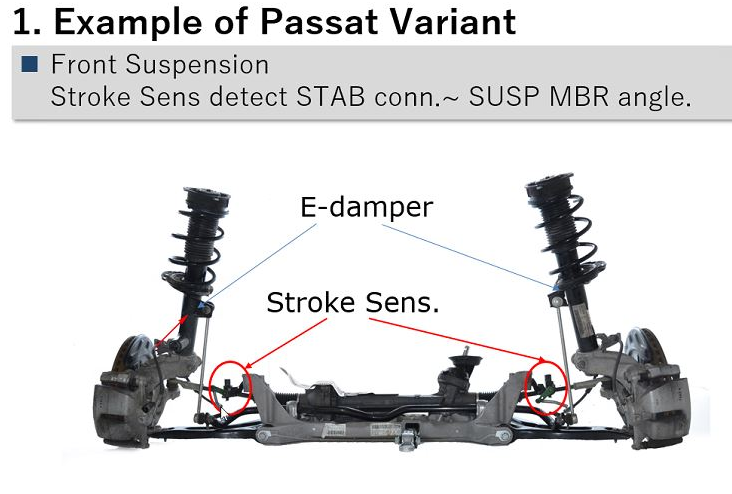 1. Example of Passat Variant
Front Suspension
Stroke Sens detect STAB conn.~ SUSP MBR angle.
E-damper
Stroke Sens.